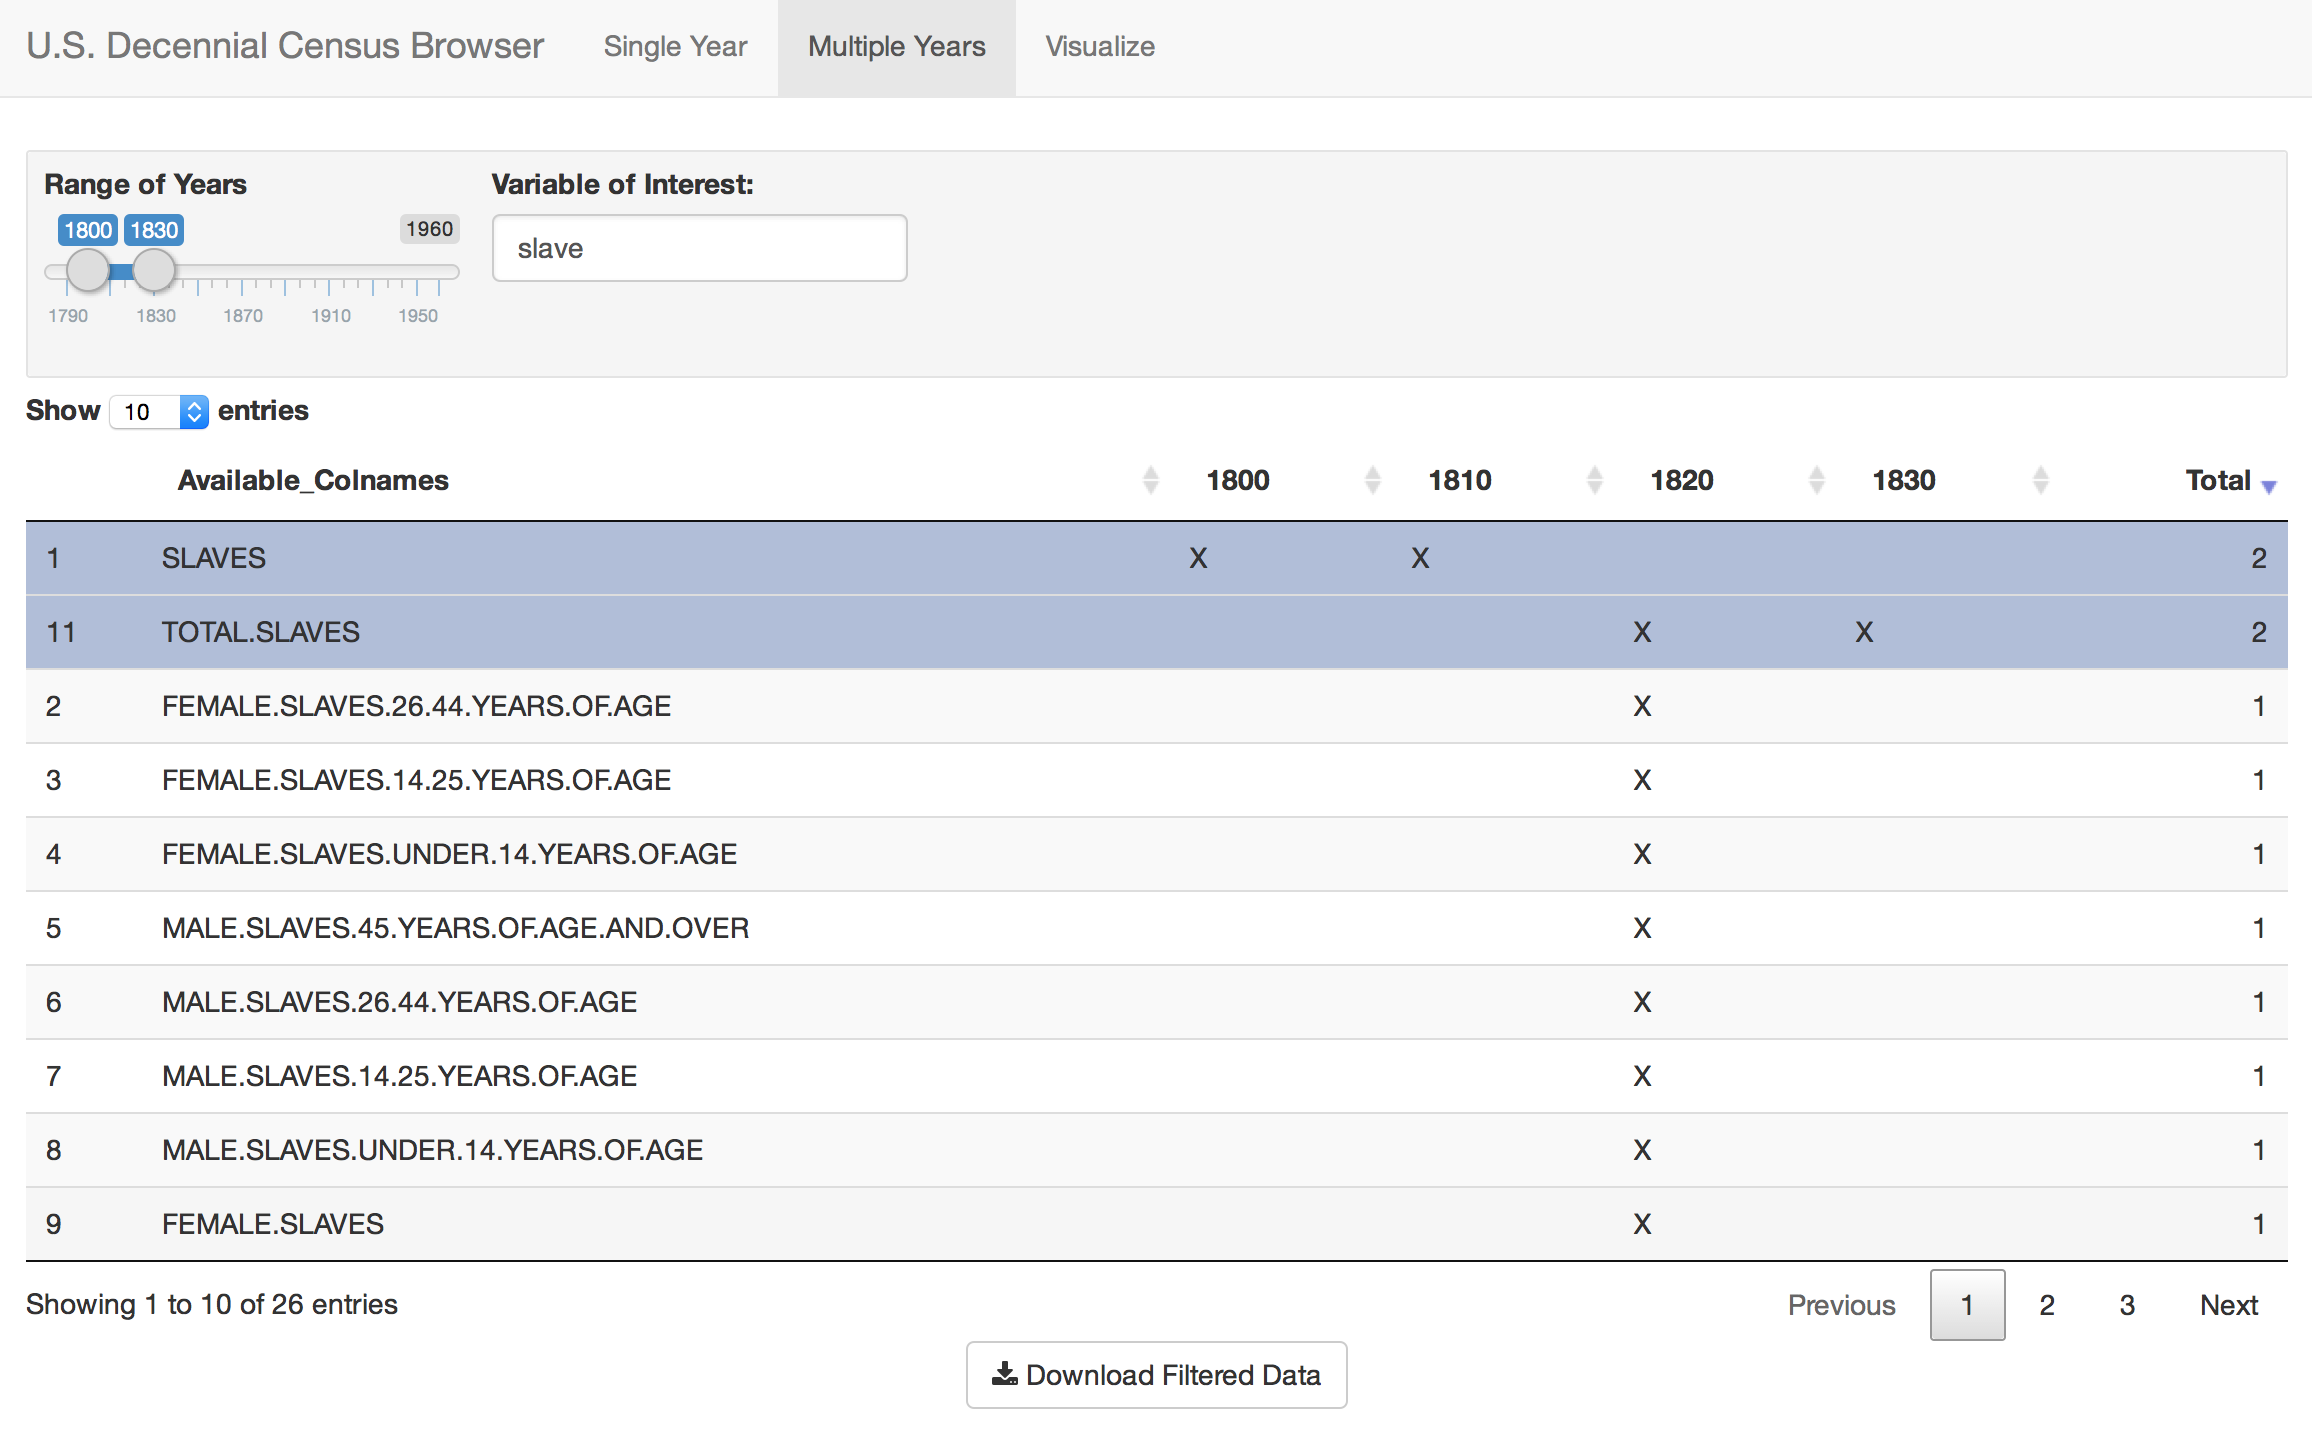 U.S. Decennial Census Browser Single Year Multiple Years Visualize
Range of Years Variable of Interest:
1800 1830 1960
slave
1790 1830 1870 1910 1950
Show 10 entries
Available_Colnames 1800 1810 1820 1830 Total
1 SLAVES X X 2
11 TOTAL.SLAVES X X 2
2 FEMALE.SLAVES.26.44.YEARS.OF.AGE X 1
3 FEMALE.SLAVES.14.25.YEARS.OF.AGE X 1
4 FEMALE.SLAVES.UNDER.14.YEARS.OF.AGE X 1
5 MALE.SLAVES.45.YEARS.OF.AGE.AND.OVER X 1
6 MALE.SLAVES.26.44.YEARS.OF.AGE X 1
7 MALE.SLAVES.14.25.YEARS.OF.AGE X 1
8 MALE.SLAVES.UNDER.14.YEARS.OF.AGE X 1
9 FEMALE.SLAVES X 1
Showing 1 to 10 of 26 entries Previous 1 2 3 Next
Download Filtered Data